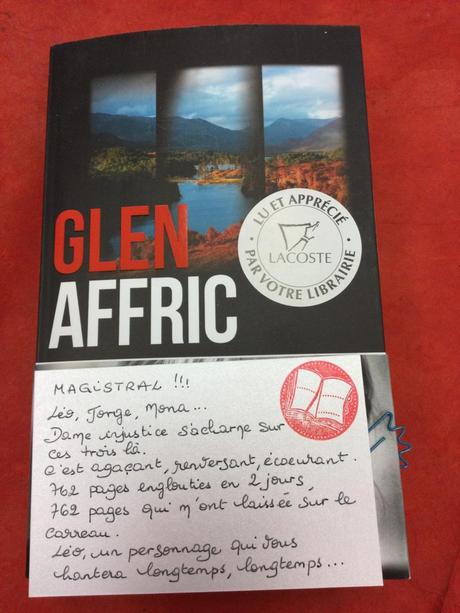 GLEN
AFFRIC
LU ET APPRÉCIÉ
LACOSTE
PAR VOTRE LIBRAIRIE
MAGISTRAL !!!
Léo, Jorge, Mona...
Dame injustice s'acharne sur
ces trois là.
c'est agaçant, renversant, écoeurant.
762 pages englouties en 2 jours,
762 pages qui m'ont laissée sur le
carreau.
Léo, un personnage qui vous
hantera longtemps, longtemps...